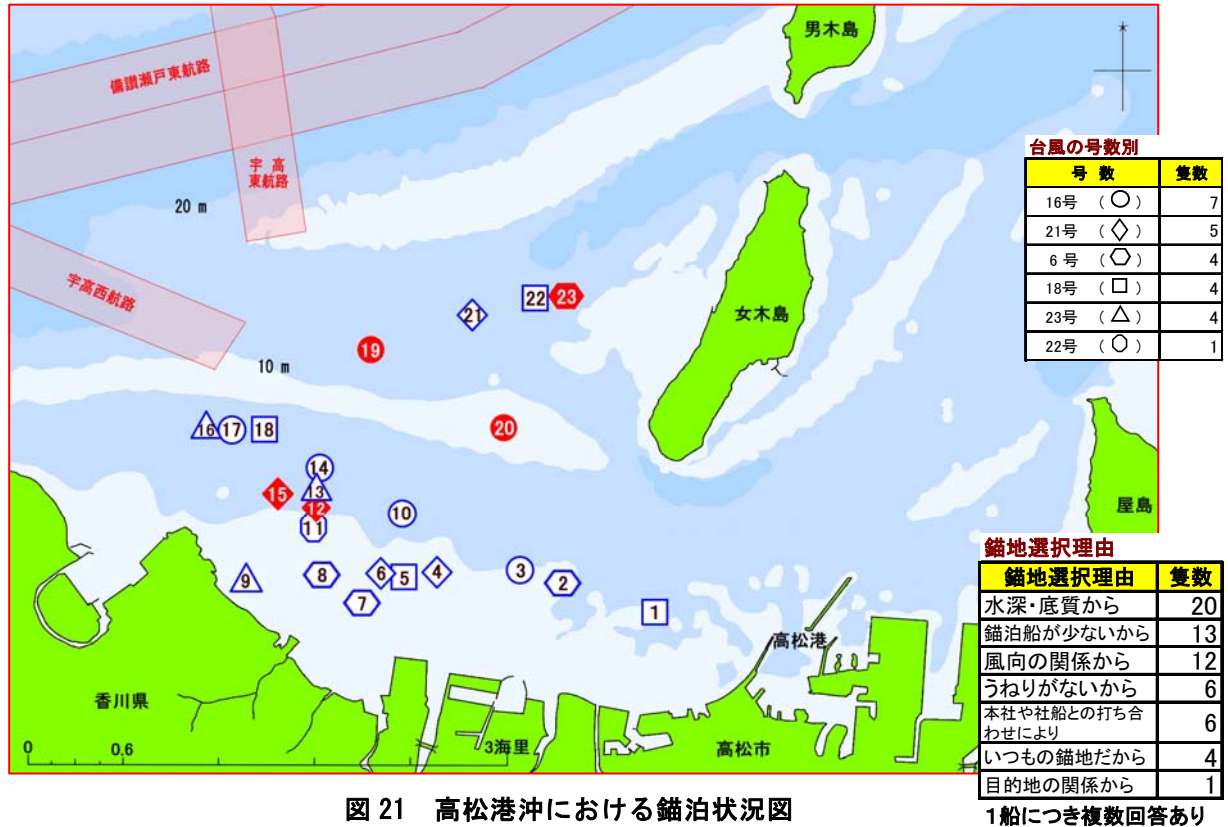 備讃瀬戸東航路
男木島
宇 高
東航路
20 m
宇高西航路
女木島
10 m
22
23
21
19
20
16
17
18
14
13
15
12
11
10
9
8
7
6
5
4
3
2
1
屋島
高松港
香川県
高松市
0
0.6
3海里
台風の号数別
号 数 隻数
16号 (○) 7
21号 (◇) 5
6 号 (⬡) 4
18号 (□) 4
23号 (△) 4
22号 (○) 1
錨地選択理由
錨地選択理由 隻数
水深・底質から 20
錨泊船が少ないから 13
風向の関係から 12
うねりがないから 6
本社や社船との打ち合
わせにより 6
いつもの錨地だから 4
目的地の関係から 1
1船につき複数回答あり
図 21 高松港沖における錨泊状況図